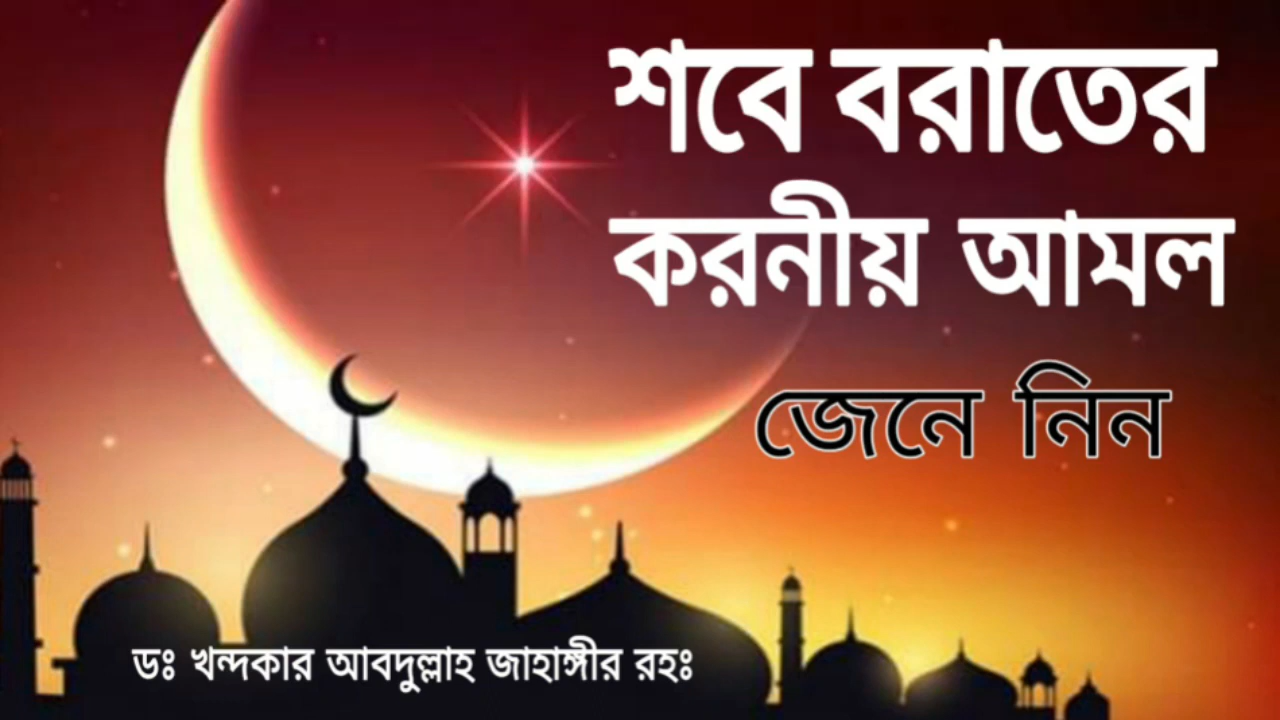 শবে বরাতের
করনীয় আমল
জেনে নিন
ডঃ খন্দকার আবদুল্লাহ জাহাঙ্গীর রহঃ